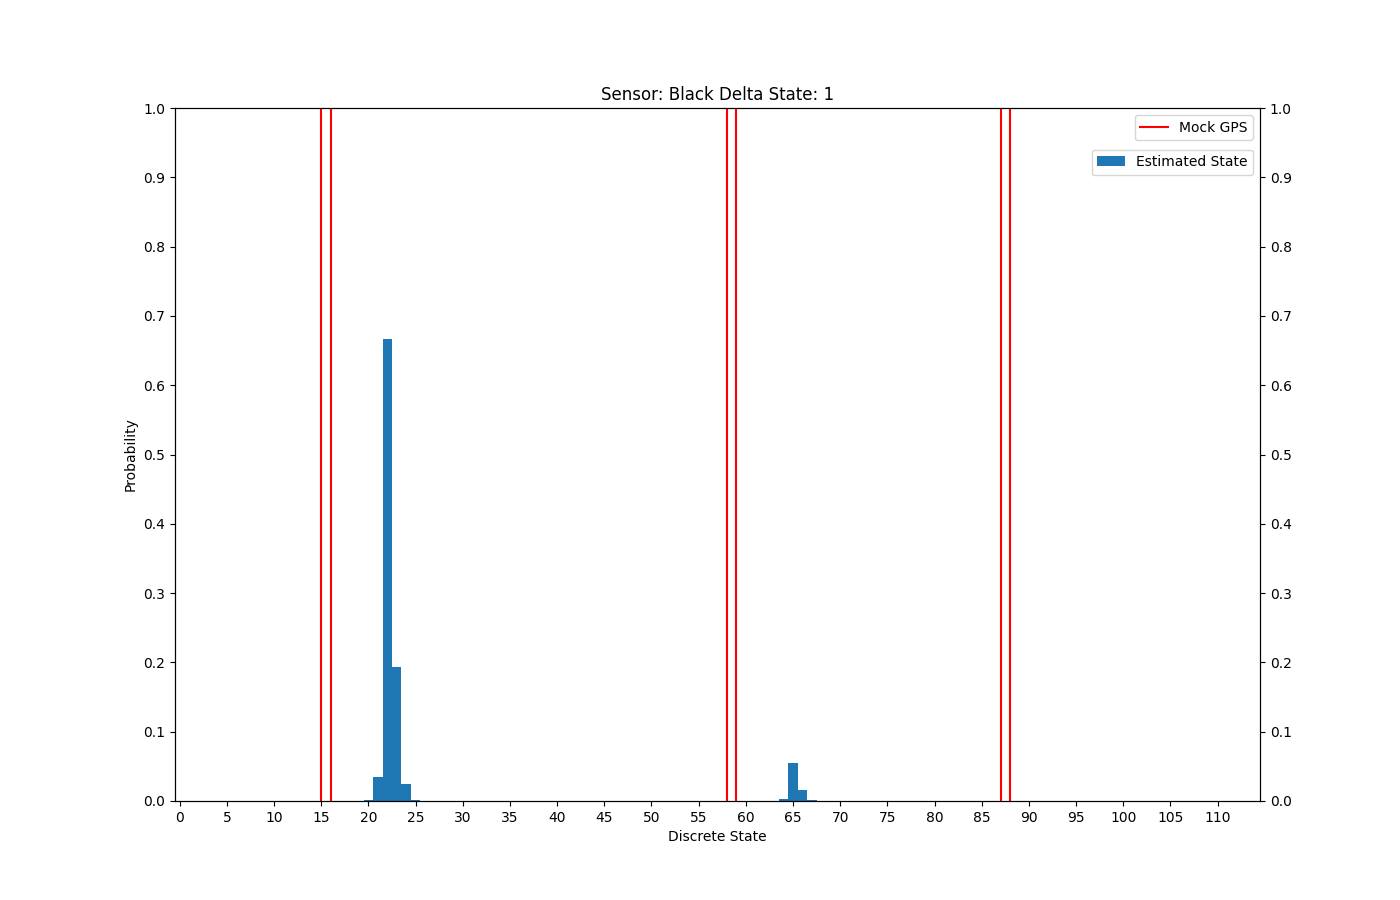 Sensor: Black Delta State: 1
1.0 1.0
Mock GPS
Estimated State
0.9 0.9
0.8 0.8
0.7 0.7
0.6 0.6
0.5 0.5
Probability
0.4 0.4
0.3 0.3
0.2 0.2
0.1 0.1
0.0 0.0
0 5 10 15 20 25 30 35 40 45 50 55 60 65 70 75 80 85 90 95 100 105 110
Discrete State